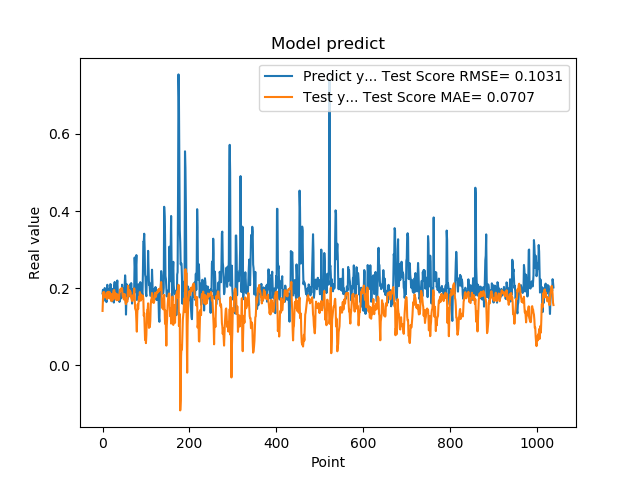 Model predict
Predict y... Test Score RMSE= 0.1031
Test y... Test Score MAE= 0.0707
Real value
0.6
0.4
0.2
0.0
0 200 400 600 800 1000
Point